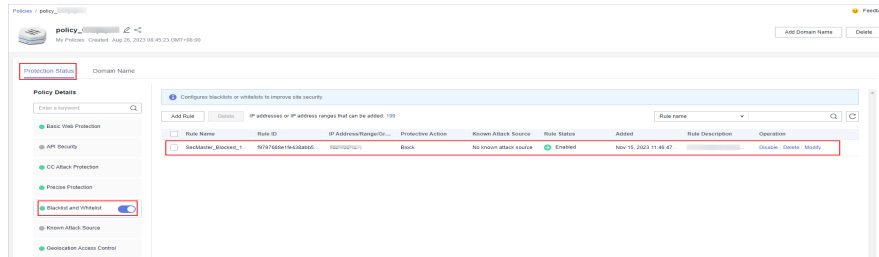 Policies / policy_
Feedb
policy_
My Policies Created Aug 26, 2023 08:45:23 GMT+08:00
Add Domain Name
Delete
Protection Status
Domain Name
Policy Details
Enter a keyword
Basic Web Protection
API Security
CC Attack Protection
Precise Protection
Blacklist and Whitelist
Known Attack Source
Geolocation Access Control
Configures blacklists or whitelists to improve site security.
Add Rule Delete IP addresses or IP address ranges that can be added: 199
Rule name
Rule Name Rule ID IP Address/Range/Gr... Protective Action Known Attack Source Rule Status Added Rule Description Operation
SecMaster_Blocked_1... Block No known attack source Enabled Nov 15, 2023 11:46:47 ... Disable Delete Modify